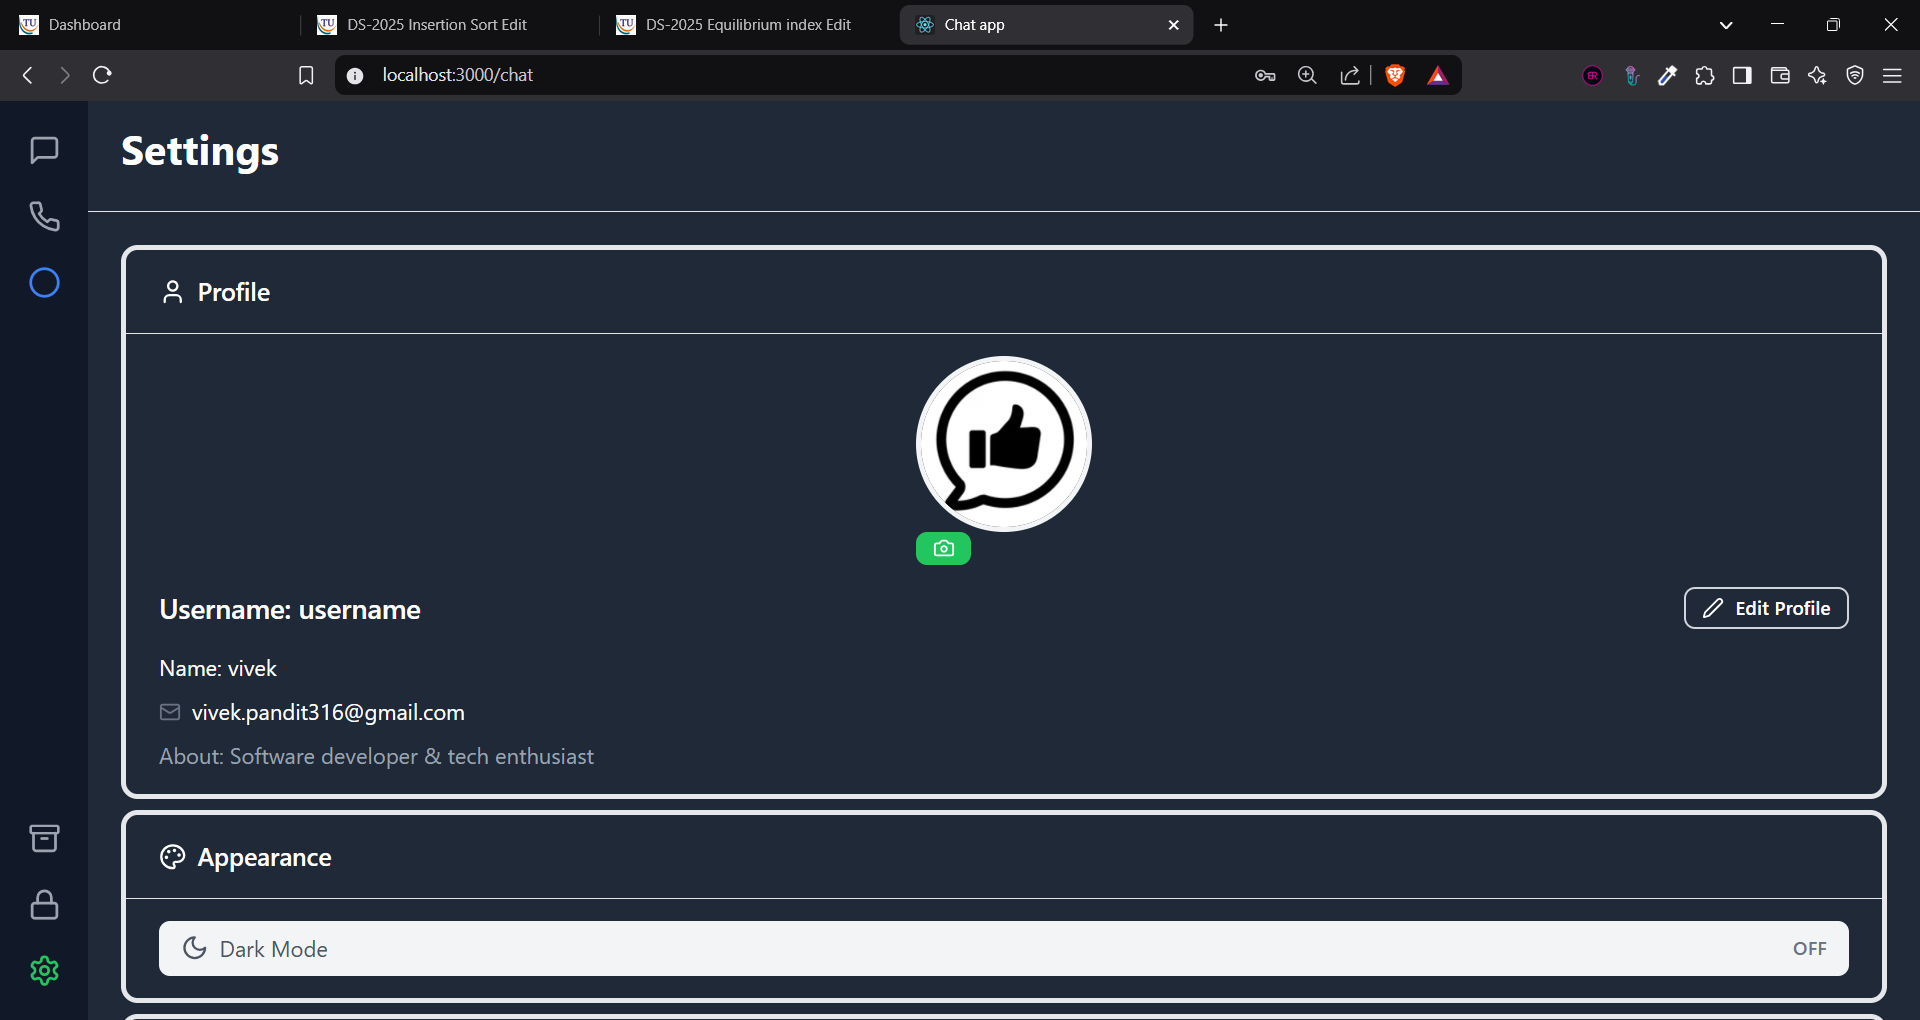 Dashboard
DS-2025 Insertion Sort Edit
DS-2025 Equilibrium index Edit
Chat app
localhost:3000/chat
Settings
Profile
Username: username
Edit Profile
Name: vivek
vivek.pandit316@gmail.com
About: Software developer & tech enthusiast
Appearance
Dark Mode
OFF